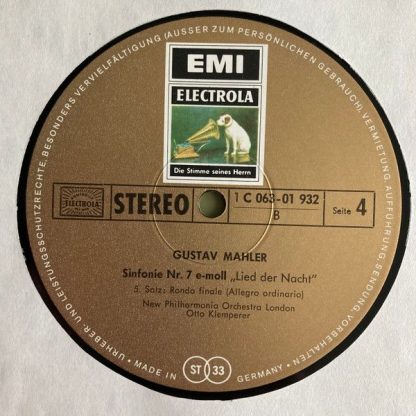 URHEBER- UND LEISTUNGSSCHUTZRECHTE, BESONDERS VERVIELFÄLTIGUNG (AUSSER ZUM PERSÖNLICHEN GEBRAUCH), VERMIETUNG, AUFFÜHRUNG, SENDUNG, VORBEHALTEN
EMI
ELECTROLA
Die Stimme seines Herrn
ELECTROLA
STEREO
1 C 063-01 932
B
Seite 4
GUSTAV MAHLER
Sinfonie Nr. 7 e-moll „Lied der Nacht"
5. Satz: Rondo finale (Allegro ordinario)
New Philharmonia Orchestra London
Otto Klemperer
MADE IN
ST 33
GERMANY